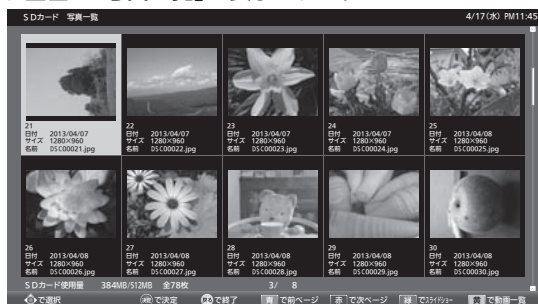 SDカード 写真一覧 4/17(水) PM11:45
21 22 23 24 25
日付 2013/04/07 日付 2013/04/07 日付 2013/04/07 日付 2013/04/07 日付 2013/04/08
サイズ 1280×960 サイズ 1280×960 サイズ 1280×960 サイズ 1280×960 サイズ 1280×960
名前 DSC00021.jpg 名前 DSC00022.jpg 名前 DSC00023.jpg 名前 DSC00024.jpg 名前 DSC00025.jpg
26 27 28 29 30
日付 2013/04/08 日付 2013/04/08 日付 2013/04/08 日付 2013/04/08 日付 2013/04/08
サイズ 1280×960 サイズ 1280×960 サイズ 1280×960 サイズ 1280×960 サイズ 1280×960
名前 DSC00026.jpg 名前 DSC00027.jpg 名前 DSC00028.jpg 名前 DSC00029.jpg 名前 DSC00030.jpg
SDカード使用量 384MB/512MB 全78枚 3/ 8
で選択 決定 で決定 戻る で終了 青 で前ページ 赤 で次ページ 緑 でスライドショー 黄 で動画一覧